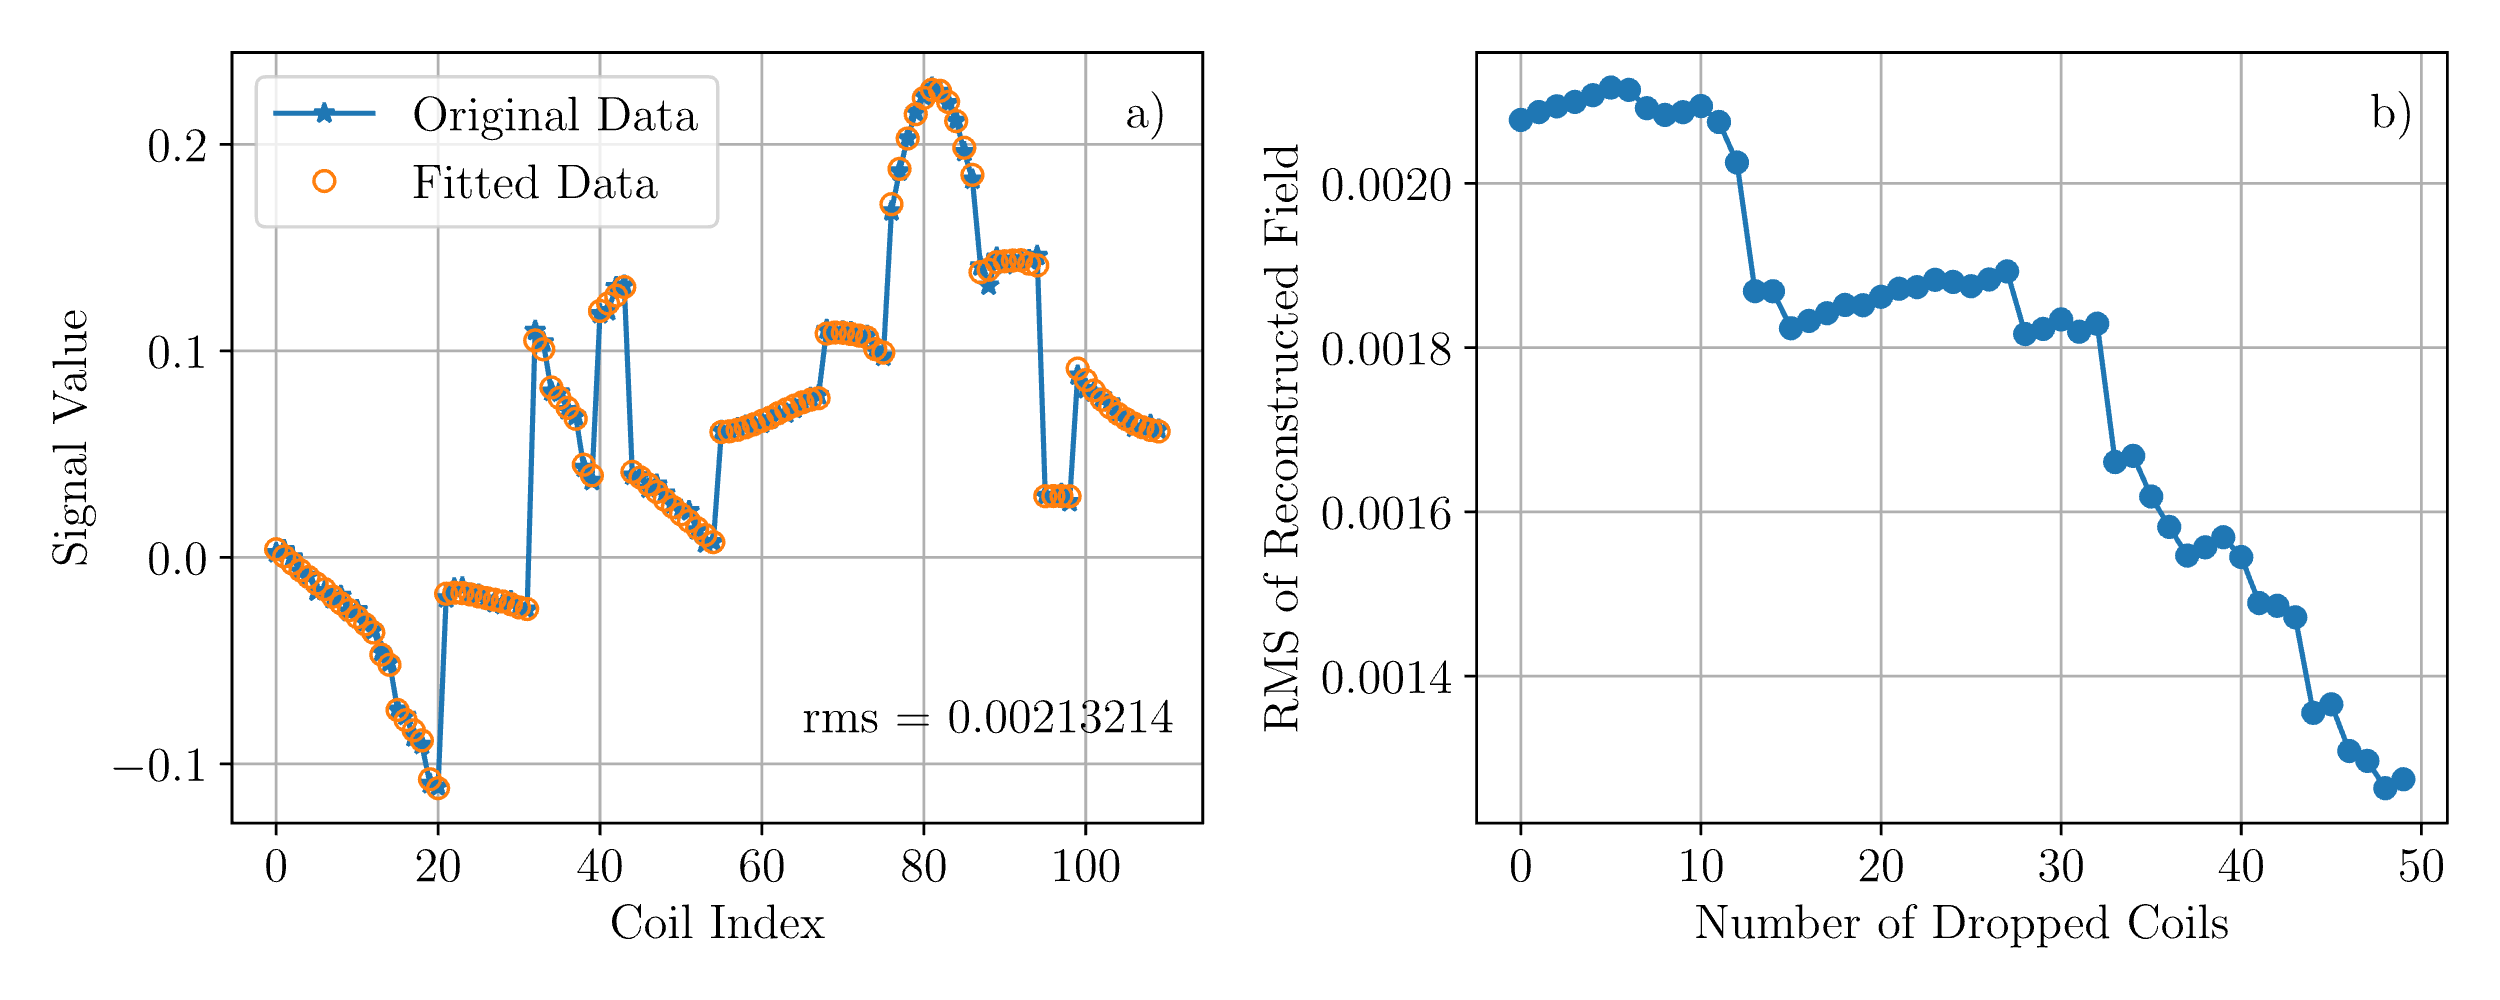 a)
Original Data
Fitted Data
rms = 0.00213214
Signal Value
0.2
0.1
0.0
−0.1
0 20 40 60 80 100
Coil Index
b)
RMS of Reconstructed Field
0.0020
0.0018
0.0016
0.0014
0 10 20 30 40 50
Number of Dropped Coils